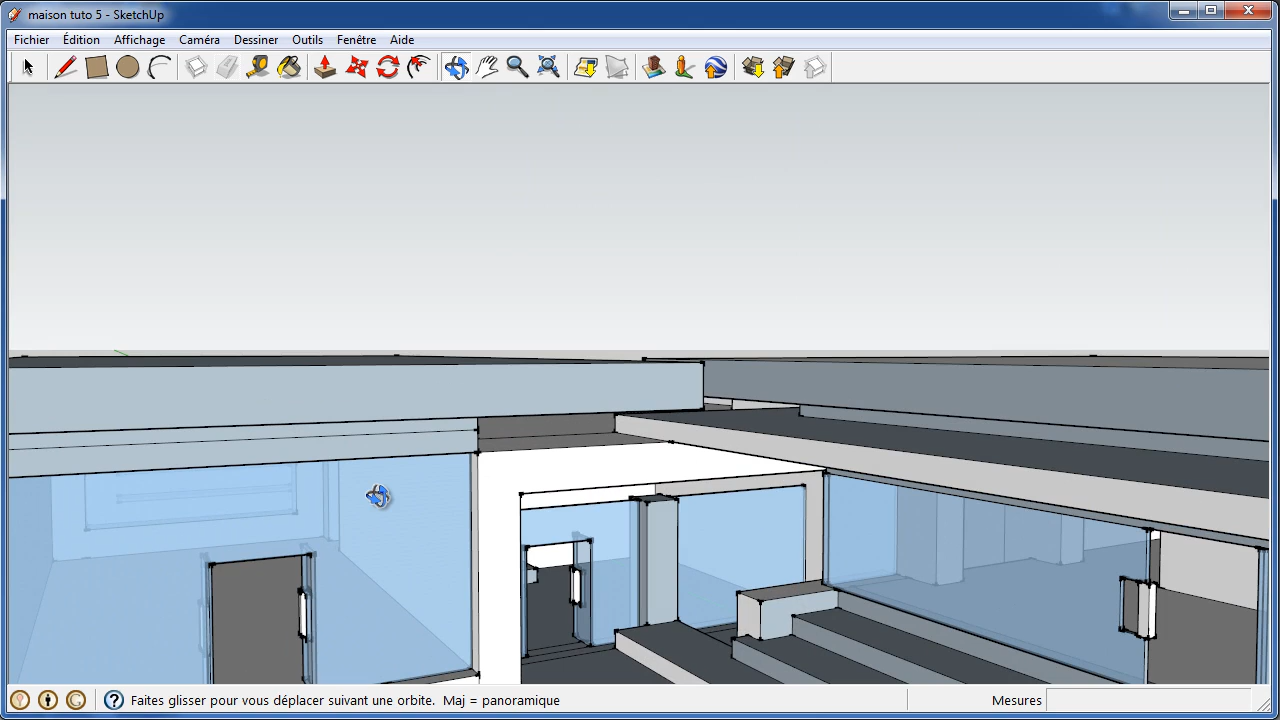 maison tuto 5 - SketchUp
Fichier Édition Affichage Caméra Dessiner Outils Fenêtre Aide
Faites glisser pour vous déplacer suivant une orbite. Maj = panoramique Mesures